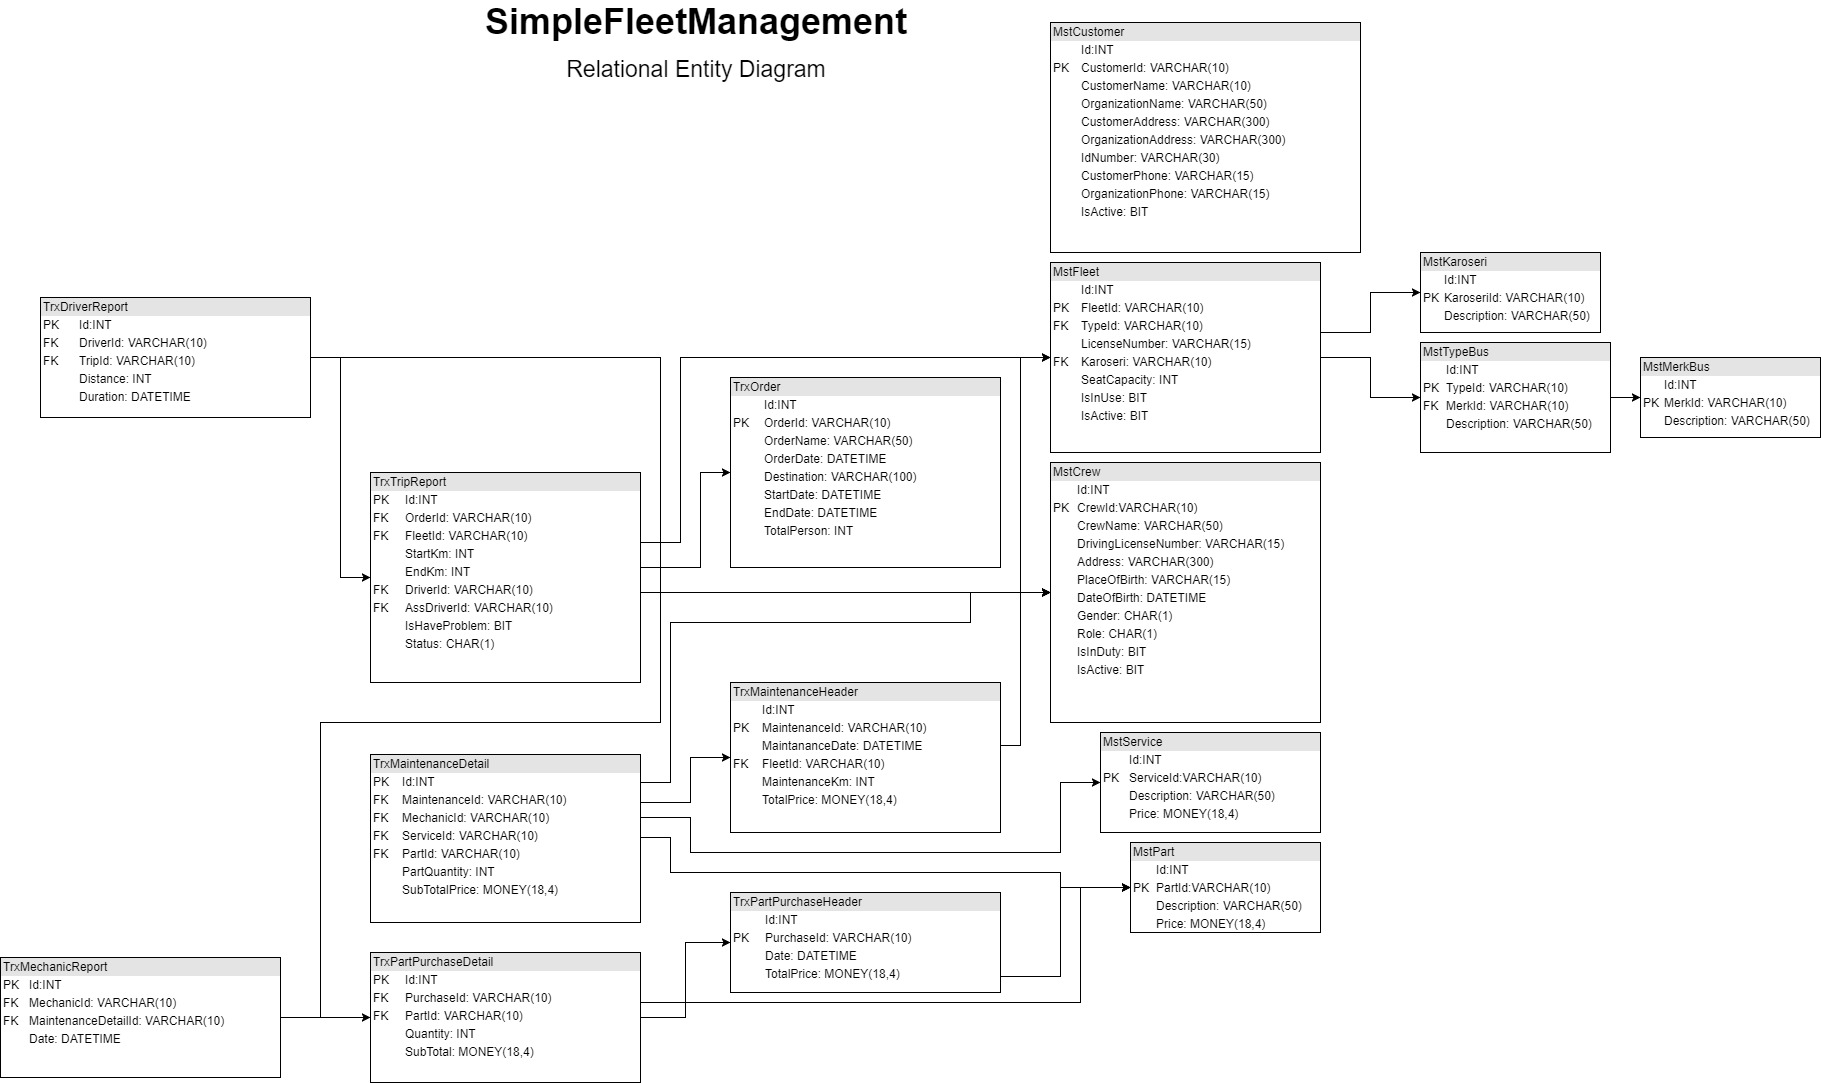 SimpleFleetManagement
Relational Entity Diagram
MstCustomer
Id:INT
PK CustomerId: VARCHAR(10)
CustomerName: VARCHAR(10)
OrganizationName: VARCHAR(50)
CustomerAddress: VARCHAR(300)
OrganizationAddress: VARCHAR(300)
IdNumber: VARCHAR(30)
CustomerPhone: VARCHAR(15)
OrganizationPhone: VARCHAR(15)
IsActive: BIT
MstFleet
Id:INT
PK FleetId: VARCHAR(10)
FK TypeId: VARCHAR(10)
LicenseNumber: VARCHAR(15)
FK Karoseri: VARCHAR(10)
SeatCapacity: INT
IsInUse: BIT
IsActive: BIT
MstKaroseri
Id:INT
PK KaroseriId: VARCHAR(10)
Description: VARCHAR(50)
MstTypeBus
Id:INT
PK TypeId: VARCHAR(10)
FK MerkId: VARCHAR(10)
Description: VARCHAR(50)
MstMerkBus
Id:INT
PK MerkId: VARCHAR(10)
Description: VARCHAR(50)
TrxDriverReport
PK Id:INT
FK DriverId: VARCHAR(10)
FK TripId: VARCHAR(10)
Distance: INT
Duration: DATETIME
TrxOrder
Id:INT
PK OrderId: VARCHAR(10)
OrderName: VARCHAR(50)
OrderDate: DATETIME
Destination: VARCHAR(100)
StartDate: DATETIME
EndDate: DATETIME
TotalPerson: INT
TrxTripReport
PK Id:INT
FK OrderId: VARCHAR(10)
FK FleetId: VARCHAR(10)
StartKm: INT
EndKm: INT
FK DriverId: VARCHAR(10)
FK AssDriverId: VARCHAR(10)
IsHaveProblem: BIT
Status: CHAR(1)
MstCrew
Id:INT
PK CrewId:VARCHAR(10)
CrewName: VARCHAR(50)
DrivingLicenseNumber: VARCHAR(15)
Address: VARCHAR(300)
PlaceOfBirth: VARCHAR(15)
DateOfBirth: DATETIME
Gender: CHAR(1)
Role: CHAR(1)
IsInDuty: BIT
IsActive: BIT
TrxMaintenanceHeader
Id:INT
PK MaintenanceId: VARCHAR(10)
MaintananceDate: DATETIME
FK FleetId: VARCHAR(10)
MaintenanceKm: INT
TotalPrice: MONEY(18,4)
MstService
Id:INT
PK ServiceId:VARCHAR(10)
Description: VARCHAR(50)
Price: MONEY(18,4)
TrxMaintenanceDetail
PK Id:INT
FK MaintenanceId: VARCHAR(10)
FK MechanicId: VARCHAR(10)
FK ServiceId: VARCHAR(10)
FK PartId: VARCHAR(10)
PartQuantity: INT
SubTotalPrice: MONEY(18,4)
MstPart
Id:INT
PK PartId:VARCHAR(10)
Description: VARCHAR(50)
Price: MONEY(18,4)
TrxPartPurchaseHeader
Id:INT
PK PurchaseId: VARCHAR(10)
Date: DATETIME
TotalPrice: MONEY(18,4)
TrxPartPurchaseDetail
PK Id:INT
FK PurchaseId: VARCHAR(10)
FK PartId: VARCHAR(10)
Quantity: INT
SubTotal: MONEY(18,4)
TrxMechanicReport
PK Id:INT
FK MechanicId: VARCHAR(10)
FK MaintenanceDetailId: VARCHAR(10)
Date: DATETIME